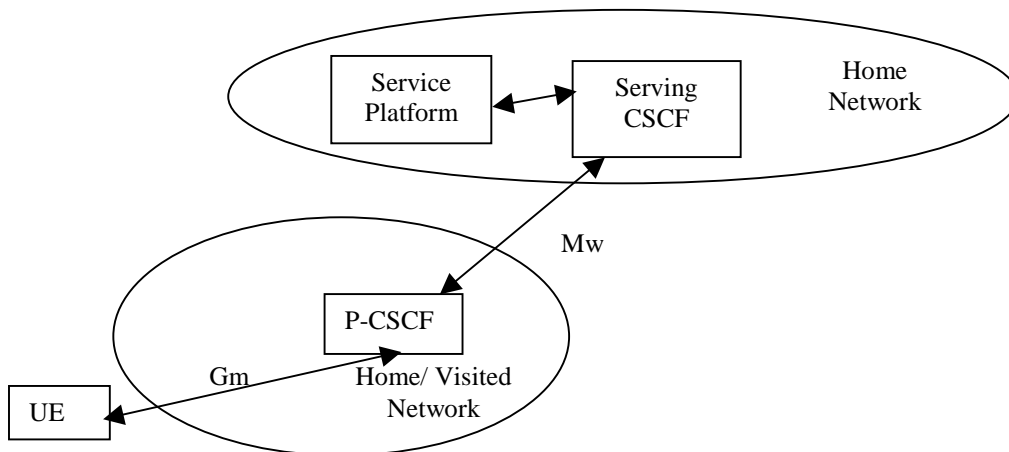 Service
Platform
Serving
CSCF
Home
Network
Mw
P-CSCF
Gm
Home/ Visited
Network
UE